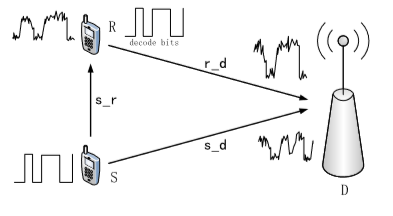 R
decode bits
r_d
s_r
s_d
S
D